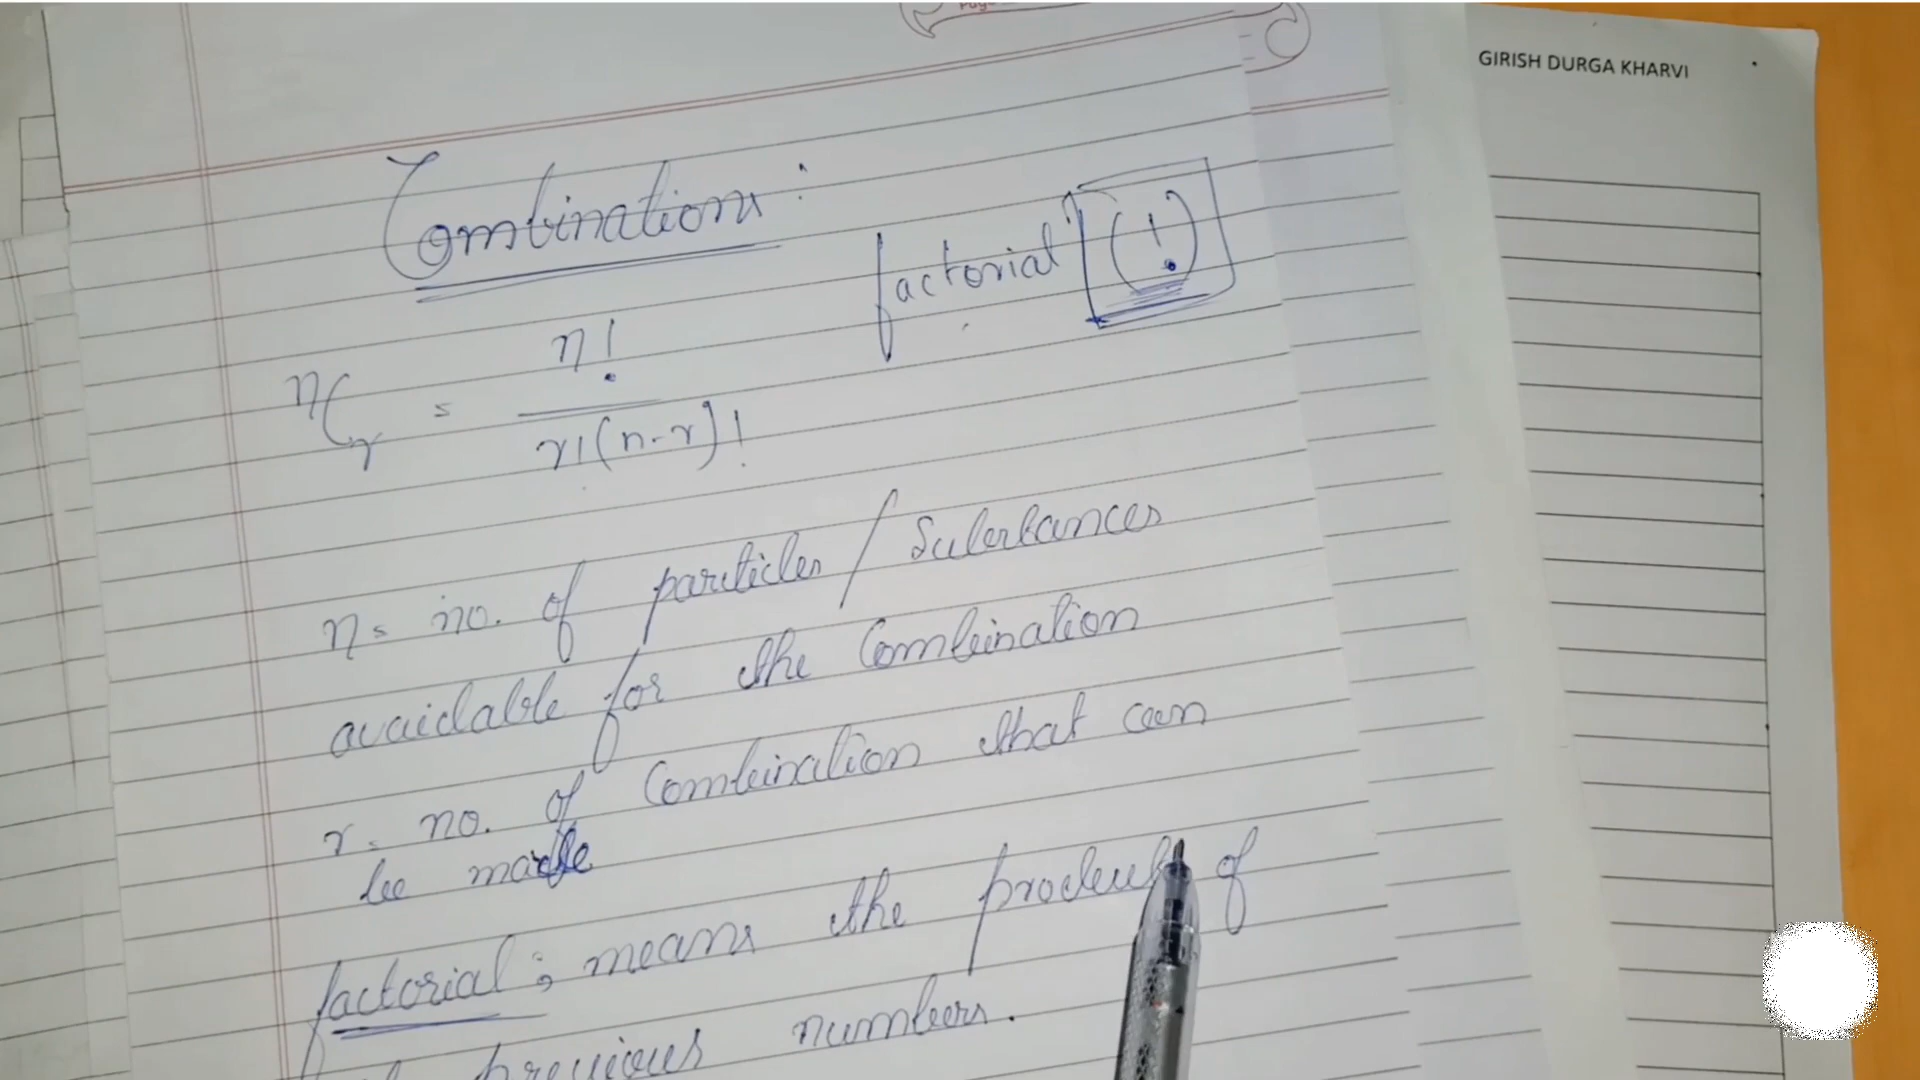 GIRISH DURGA KHARVI
Combinations:
factorial (!)
nCr = n! / r!(n-r)!
n = no. of particles / Substances
available for the Combination
r = no. of Combination that can
be made
factorial: means the product of
previous numbers.